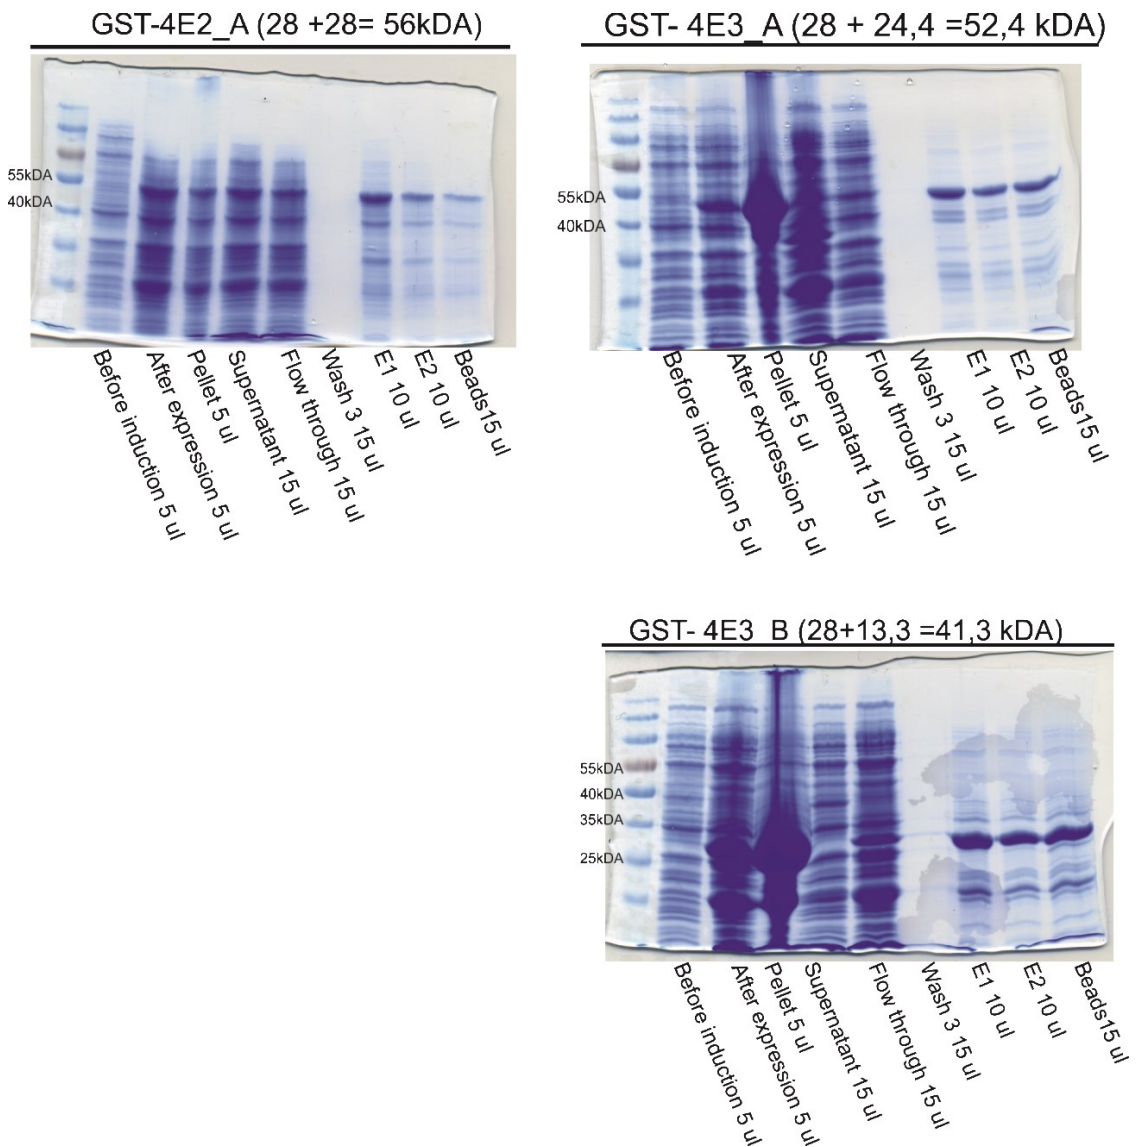 GST-4E2_A (28 +28= 56kDA)
55kDA
40kDA
Before induction 5 ul
After expression 5 ul
Pellet 5 ul
Supernatant 15 ul
Flow through 15 ul
Wash 3 15 ul
E1 10 ul
E2 10 ul
Beads15 ul
GST- 4E3_A (28 + 24,4 =52,4 kDA)
55kDA
40kDA
Before induction 5 ul
After expression 5 ul
Pellet 5 ul
Supernatant 15 ul
Flow through 15 ul
Wash 3 15 ul
E1 10 ul
E2 10 ul
Beads15 ul
GST- 4E3_B (28+13,3 =41,3 kDA)
55kDA
40kDA
35kDA
25kDA
Before induction 5 ul
After expression 5 ul
Pellet 5 ul
Supernatant 15 ul
Flow through 15 ul
Wash 3 15 ul
E1 10 ul
E2 10 ul
Beads15 ul